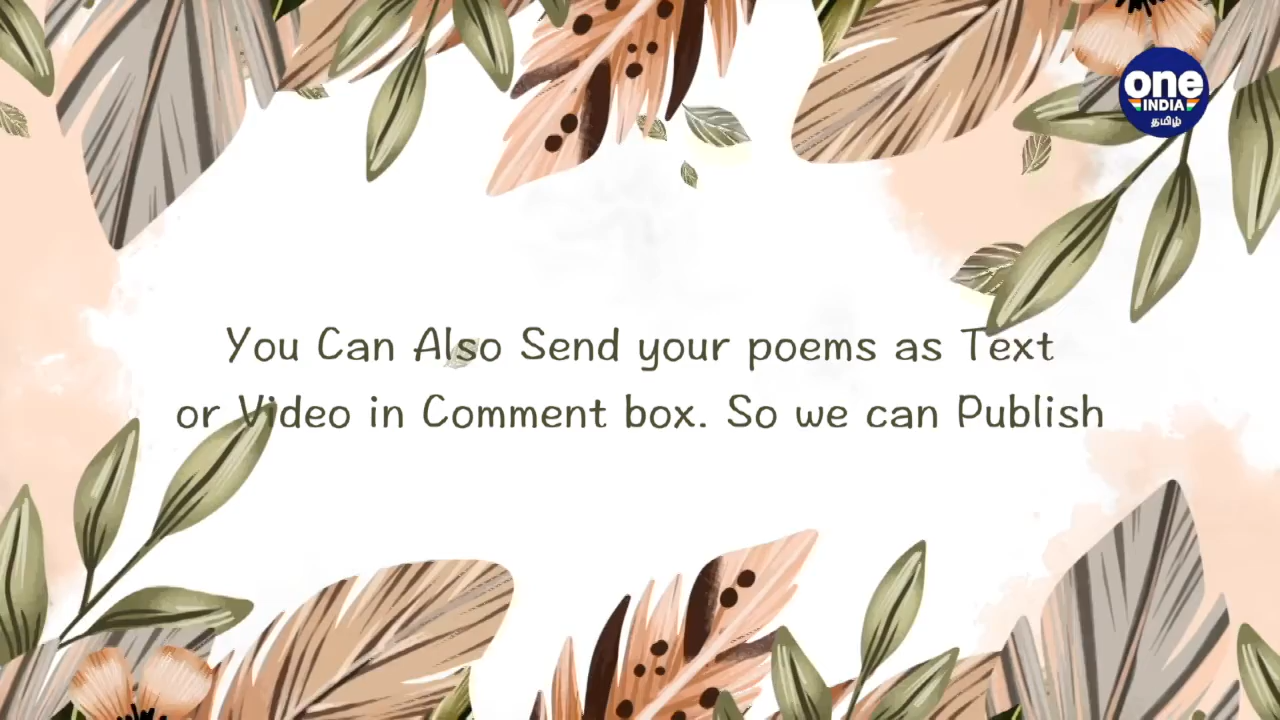 one
INDIA
தமிழ்
You Can Also Send your poems as Text
or Video in Comment box. So we can Publish